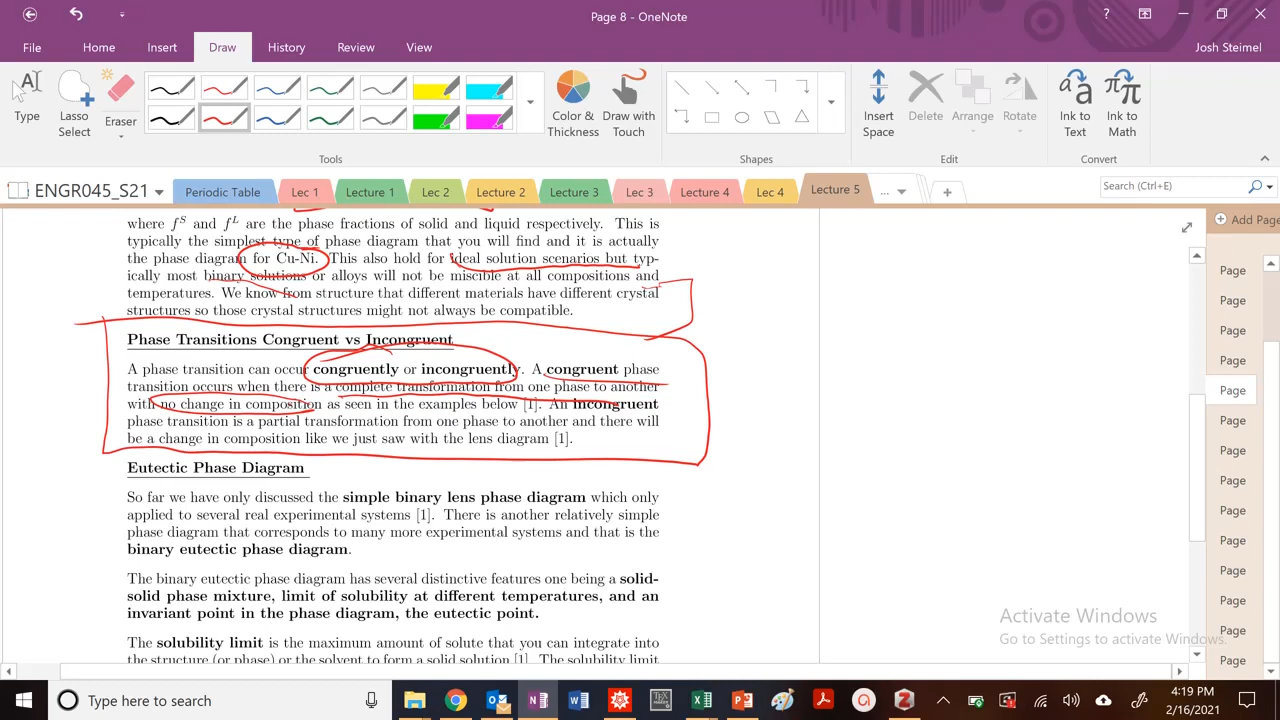 Page 8 - OneNote
?
File Home Insert Draw History Review View Josh Steimel
Type
Lasso Select
Eraser
Color & Thickness
Draw with Touch
Insert Space
Delete
Arrange
Rotate
Ink to Text
Ink to Math
Tools Shapes Edit Convert
ENGR045_S21 Periodic Table Lec 1 Lecture 1 Lec 2 Lecture 2 Lecture 3 Lec 3 Lecture 4 Lec 4 Lecture 5 ... Search (Ctrl+E)
Add Page
where f^S and f^L are the phase fractions of solid and liquid respectively. This is
typically the simplest type of phase diagram that you will find and it is actually
the phase diagram for Cu-Ni. This also hold for ideal solution scenarios but typ-
ically most binary solutions or alloys will not be miscible at all compositions and
temperatures. We know from structure that different materials have different crystal
structures so those crystal structures might not always be compatible.
Phase Transitions Congruent vs Incongruent
A phase transition can occur congruently or incongruently. A congruent phase
transition occurs when there is a complete transformation from one phase to another
with no change in composition as seen in the examples below [1]. An incongruent
phase transition is a partial transformation from one phase to another and there will
be a change in composition like we just saw with the lens diagram [1].
Eutectic Phase Diagram
So far we have only discussed the simple binary lens phase diagram which only
applied to several real experimental systems [1]. There is another relatively simple
phase diagram that corresponds to many more experimental systems and that is the
binary eutectic phase diagram.
The binary eutectic phase diagram has several distinctive features one being a solid-
solid phase mixture, limit of solubility at different temperatures, and an
invariant point in the phase diagram, the eutectic point.
The solubility limit is the maximum amount of solute that you can integrate into
the structure (or phase) or the solvent to form a solid solution [1]. The solubility limit
Page
Page
Page
Page
Page
Page
Page
Page
Page
Page
Page
Page
Page
Page
Activate Windows
Go to Settings to activate Windows.
Type here to search
4:19 PM
2/16/2021